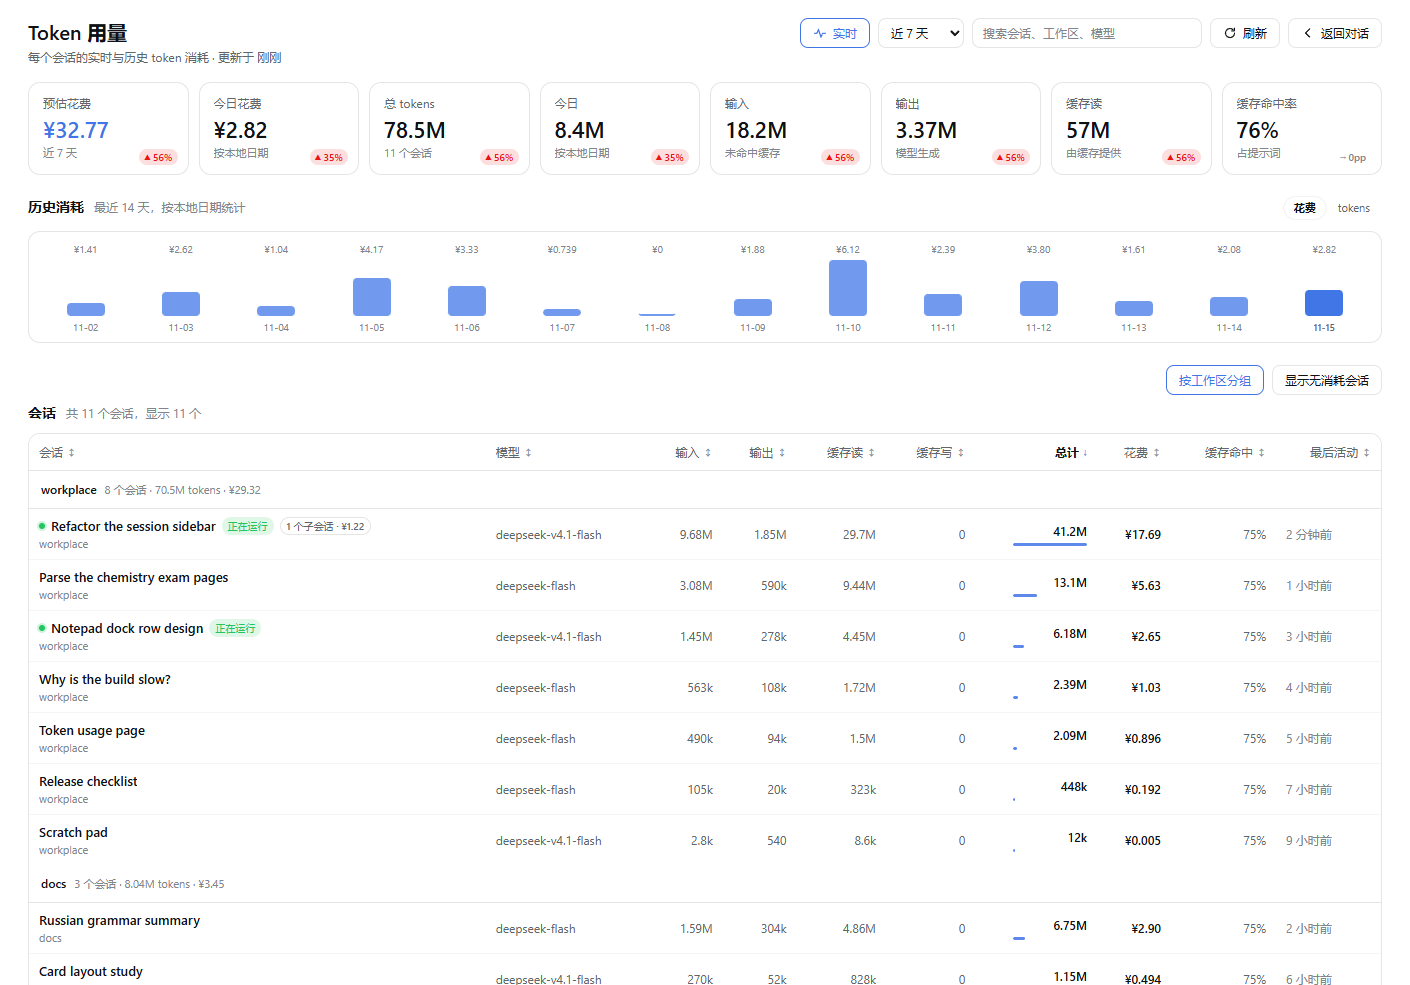 Token 用量
每个会话的实时与历史 token 消耗 · 更新于 刚刚
实时
近 7 天
搜索会话、工作区、模型
刷新
返回对话
预估花费
¥32.77
近 7 天
▲ 56%
今日花费
¥2.82
按本地日期
▲ 35%
总 tokens
78.5M
11 个会话
▲ 56%
今日
8.4M
按本地日期
▲ 35%
输入
18.2M
未命中缓存
▲ 56%
输出
3.37M
模型生成
▲ 56%
缓存读
57M
由缓存提供
▲ 56%
缓存命中率
76%
占提示词
→ 0pp
历史消耗 最近 14 天，按本地日期统计
花费 tokens
¥1.41 ¥2.62 ¥1.04 ¥4.17 ¥3.33 ¥0.739 ¥0 ¥1.88 ¥6.12 ¥2.39 ¥3.80 ¥1.61 ¥2.08 ¥2.82
11-02 11-03 11-04 11-05 11-06 11-07 11-08 11-09 11-10 11-11 11-12 11-13 11-14 11-15
按工作区分组 显示无消耗会话
会话 共 11 个会话，显示 11 个
会话 ↕ 模型 ↕ 输入 ↕ 输出 ↕ 缓存读 ↕ 缓存写 ↕ 总计 ↓ 花费 ↕ 缓存命中 ↕ 最后活动 ↕
workplace 8 个会话 · 70.5M tokens · ¥29.32
Refactor the session sidebar 正在运行 1 个子会话 · ¥1.22
workplace
deepseek-v4.1-flash 9.68M 1.85M 29.7M 0 41.2M ¥17.69 75% 2 分钟前
Parse the chemistry exam pages
workplace
deepseek-flash 3.08M 590k 9.44M 0 13.1M ¥5.63 75% 1 小时前
Notepad dock row design 正在运行
workplace
deepseek-v4.1-flash 1.45M 278k 4.45M 0 6.18M ¥2.65 75% 3 小时前
Why is the build slow?
workplace
deepseek-flash 563k 108k 1.72M 0 2.39M ¥1.03 75% 4 小时前
Token usage page
workplace
deepseek-flash 490k 94k 1.5M 0 2.09M ¥0.896 75% 5 小时前
Release checklist
workplace
deepseek-flash 105k 20k 323k 0 448k ¥0.192 75% 7 小时前
Scratch pad
workplace
deepseek-v4.1-flash 2.8k 540 8.6k 0 12k ¥0.005 75% 9 小时前
docs 3 个会话 · 8.04M tokens · ¥3.45
Russian grammar summary
docs
deepseek-flash 1.59M 304k 4.86M 0 6.75M ¥2.90 75% 2 小时前
Card layout study
deepseek-v4.1-flash 270k 52k 828k 0 1.15M ¥0.494 75% 6 小时前